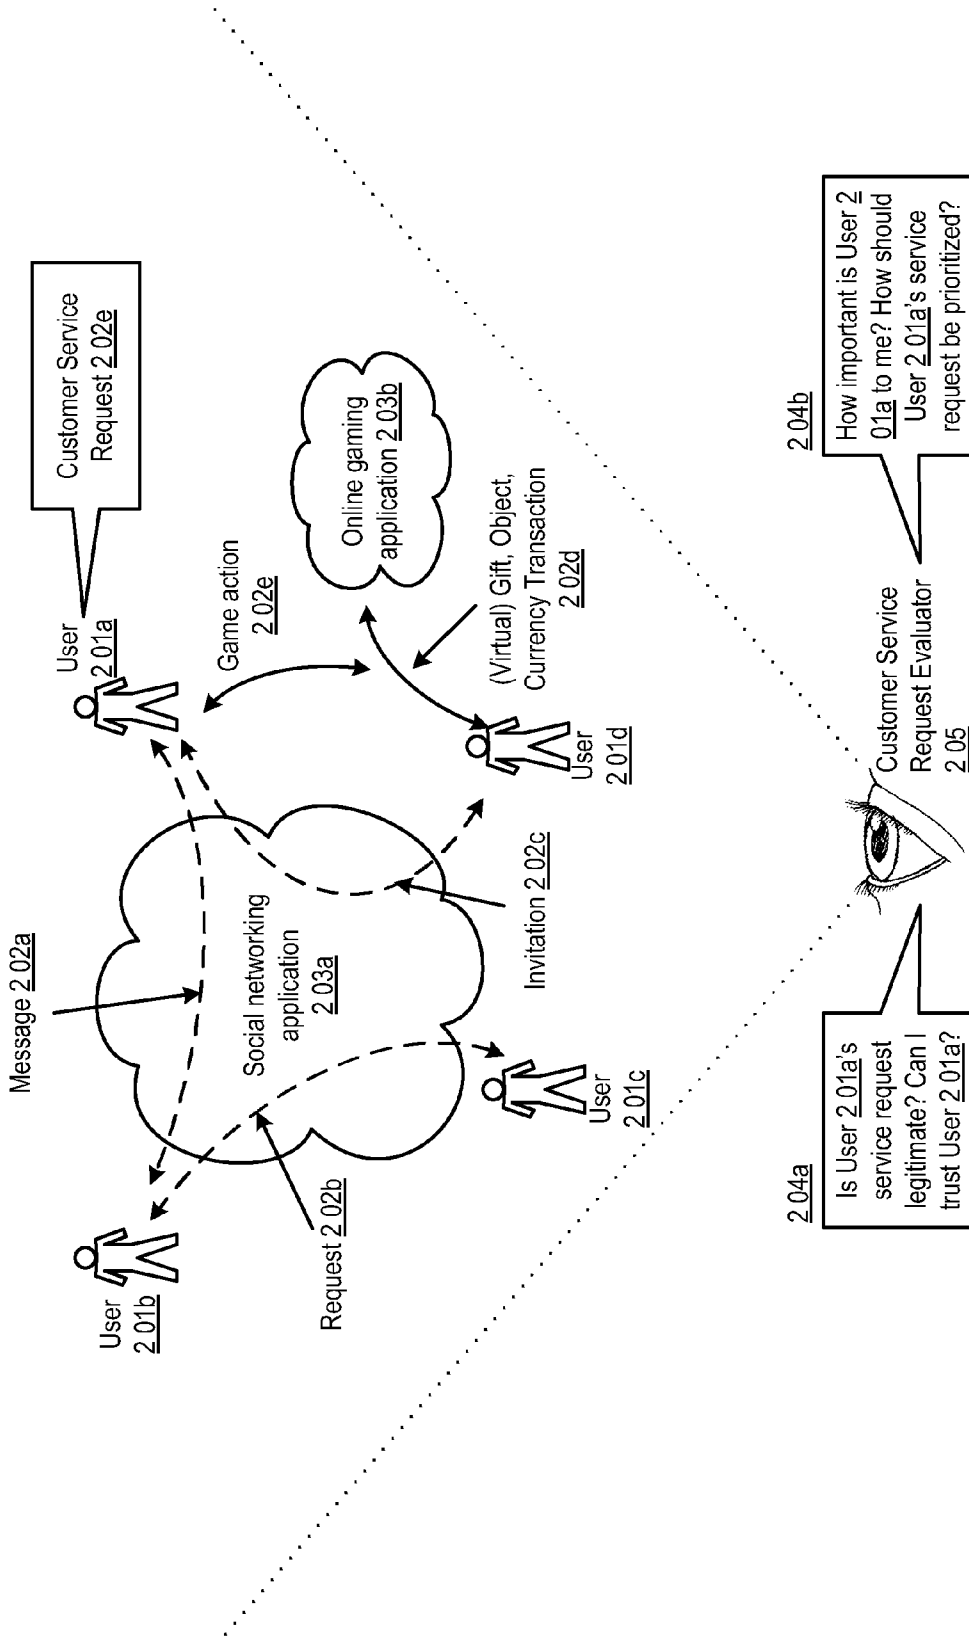 Message 2 02a
User
2 01b
Request 2 02b
Social networking
application
2 03a
User
2 01c
Invitation 2 02c
User
2 01a
Customer Service
Request 2 02e
Game action
2 02e
Online gaming
application 2 03b
(Virtual) Gift, Object,
Currency Transaction
2 02d
User
2 01d
2 04a
Is User 2 01a's
service request
legitimate? Can I
trust User 2 01a?
Customer Service
Request Evaluator
2 05
2 04b
How important is User 2
01a to me? How should
User 2 01a's service
request be prioritized?